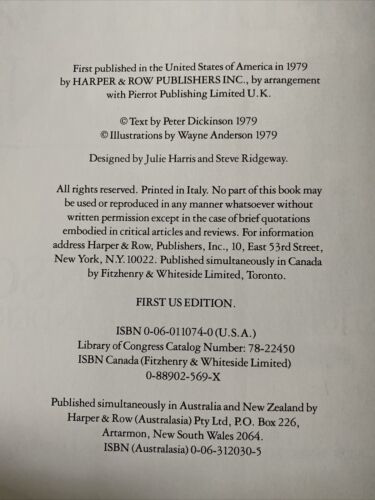 First published in the United States of America in 1979
by HARPER & ROW PUBLISHERS INC., by arrangement
with Pierrot Publishing Limited U.K.
© Text by Peter Dickinson 1979
© Illustrations by Wayne Anderson 1979
Designed by Julie Harris and Steve Ridgeway.
All rights reserved. Printed in Italy. No part of this book may
be used or reproduced in any manner whatsoever without
written permission except in the case of brief quotations
embodied in critical articles and reviews. For information
address Harper & Row, Publishers, Inc., 10, East 53rd Street,
New York, N.Y. 10022. Published simultaneously in Canada
by Fitzhenry & Whiteside Limited, Toronto.
FIRST US EDITION.
ISBN 0-06-011074-0 (U.S.A.)
Library of Congress Catalog Number: 78-22450
ISBN Canada (Fitzhenry & Whiteside Limited)
0-88902-569-X
Published simultaneously in Australia and New Zealand by
Harper & Row (Australasia) Pty Ltd, P.O. Box 226,
Artarmon, New South Wales 2064.
ISBN (Australasia) 0-06-312030-5